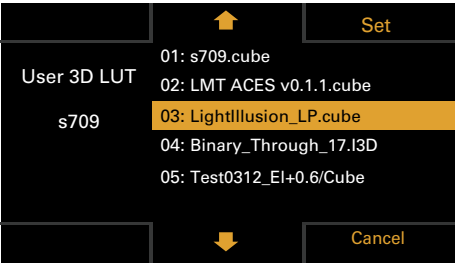 Set
User 3D LUT
s709
01: s709.cube
02: LMT ACES v0.1.1.cube
03: LightIllusion_LP.cube
04: Binary_Through_17.l3D
05: Test0312_EI+0.6/Cube
Cancel